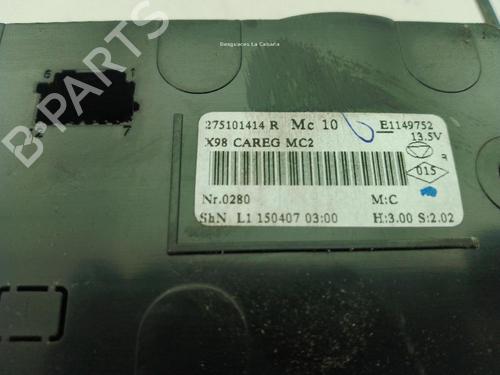 Desguaces La Cabaña
6 1
12 7
275101414 R Mc 10 E1149752
X98 CAREG MC2 13.5V
R
015
Nr.0280 M:C
ShN L1 150407 03:00 H:3.00 S:2.02
B-PARTS